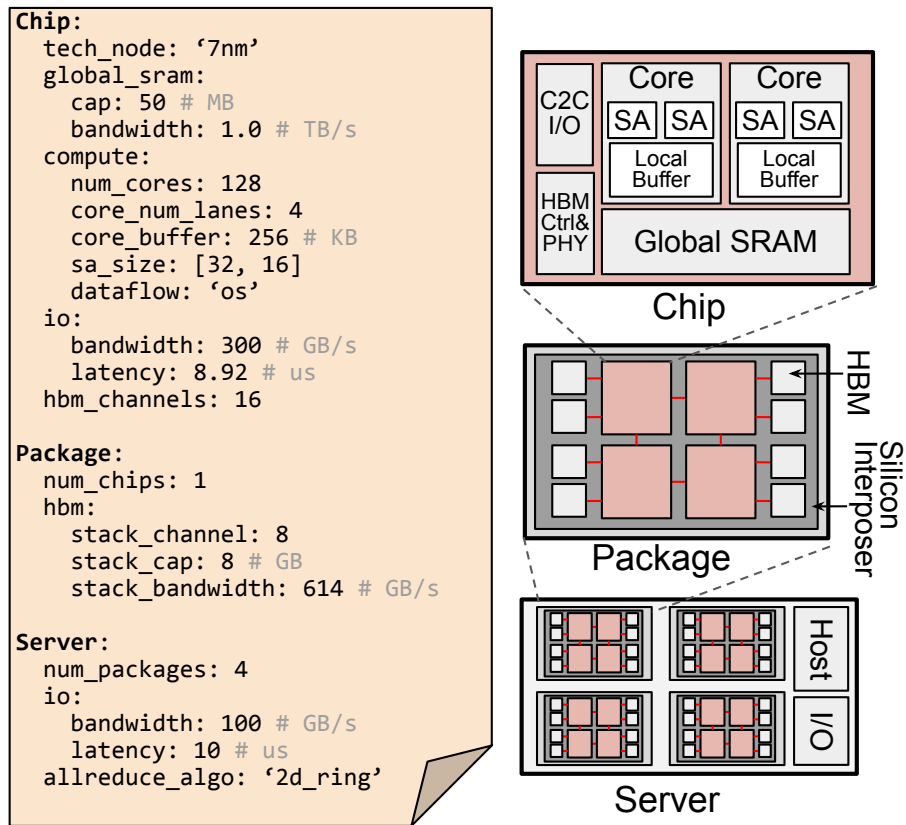 Chip:
tech_node: ‘7nm’
global_sram:
cap: 50 # MB
bandwidth: 1.0 # TB/s
compute:
num_cores: 128
core_num_lanes: 4
core_buffer: 256 # KB
sa_size: [32, 16]
dataflow: ‘os’
io:
bandwidth: 300 # GB/s
latency: 8.92 # us
hbm_channels: 16
Package:
num_chips: 1
hbm:
stack_channel: 8
stack_cap: 8 # GB
stack_bandwidth: 614 # GB/s
Server:
num_packages: 4
io:
bandwidth: 100 # GB/s
latency: 10 # us
allreduce_algo: ‘2d_ring’
C2C
I/O
Core
SA SA
Local
Buffer
Core
SA SA
Local
Buffer
HBM
Ctrl&
PHY
Global SRAM
Chip
HBM
Silicon
Interposer
Package
Host
I/O
Server